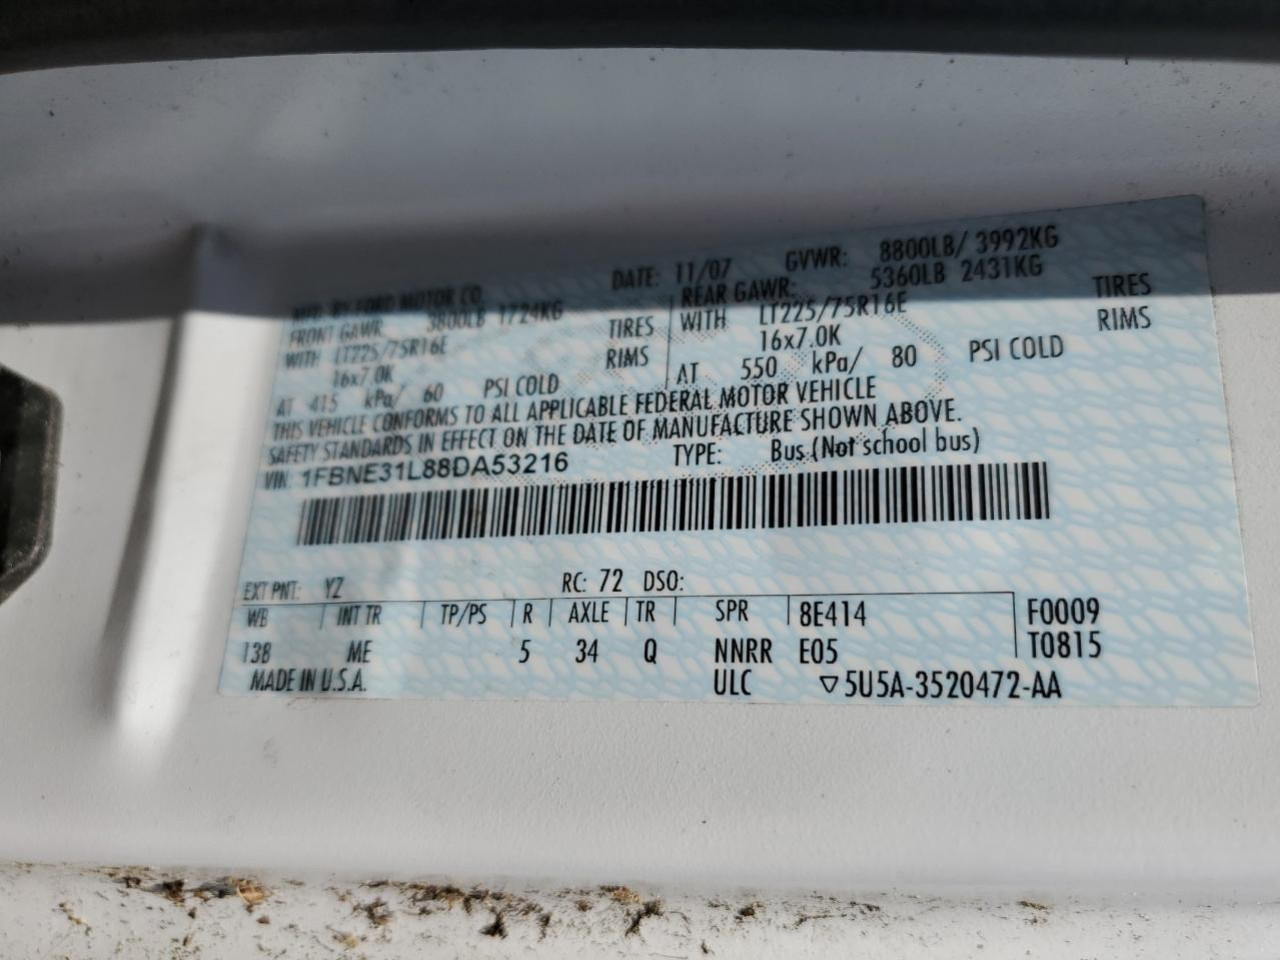 MFD. BY FORD MOTOR CO. DATE: 11/07 GVWR: 8800LB/ 3992KG
FRONT GAWR: 3800LB 1724KG REAR GAWR: 5360LB 2431KG
WITH LT225/75R16E TIRES WITH LT225/75R16E TIRES
16x7.0K RIMS 16x7.0K RIMS
AT 415 kPa/ 60 PSI COLD AT 550 kPa/ 80 PSI COLD
THIS VEHICLE CONFORMS TO ALL APPLICABLE FEDERAL MOTOR VEHICLE
SAFETY STANDARDS IN EFFECT ON THE DATE OF MANUFACTURE SHOWN ABOVE.
VIN: 1FBNE31L88DA53216 TYPE: Bus (Not school bus)
EXT PNT: YZ RC: 72 DSO:
WB INT TR TP/PS R AXLE TR SPR 8E414 F0009
138 ME 5 34 Q NNRR E05 T0815
MADE IN U.S.A. ULC ▽5U5A-3520472-AA